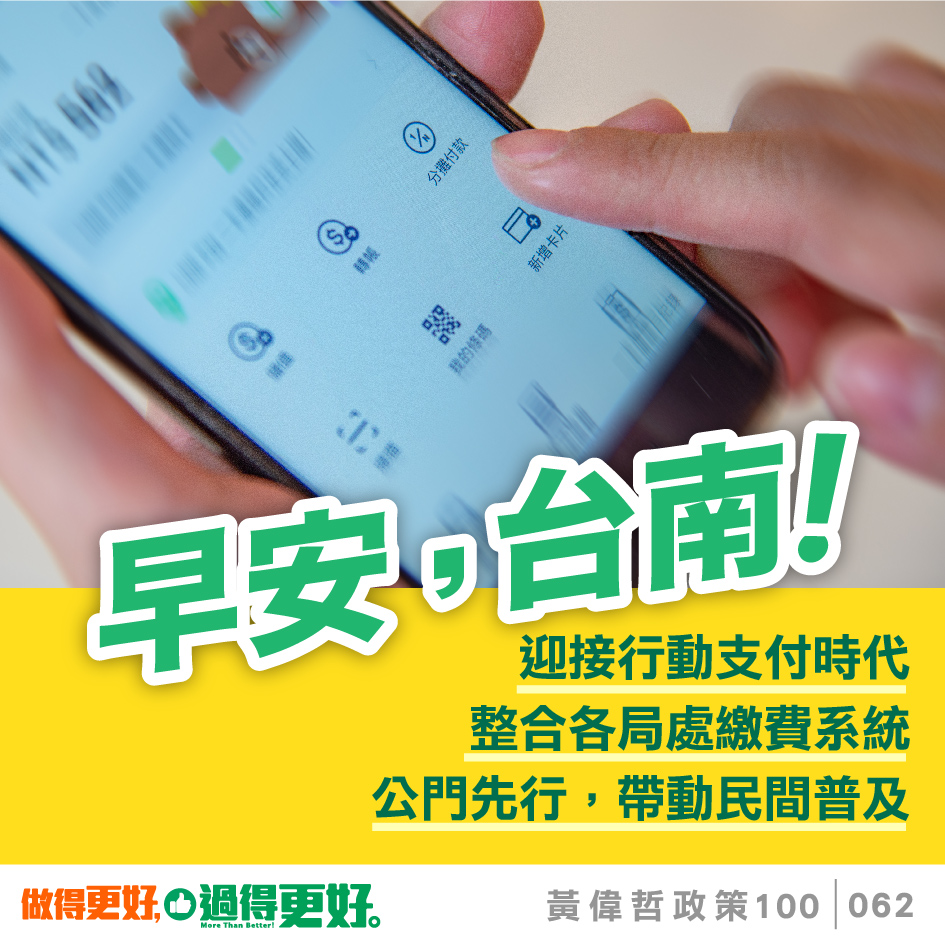 分攤付款
轉帳
新增卡片
儲值
我的條碼
早安，台南！
迎接行動支付時代
整合各局處繳費系統
公門先行，帶動民間普及
做得更好,過得更好。
More Than Better!
黃偉哲政策100 | 062